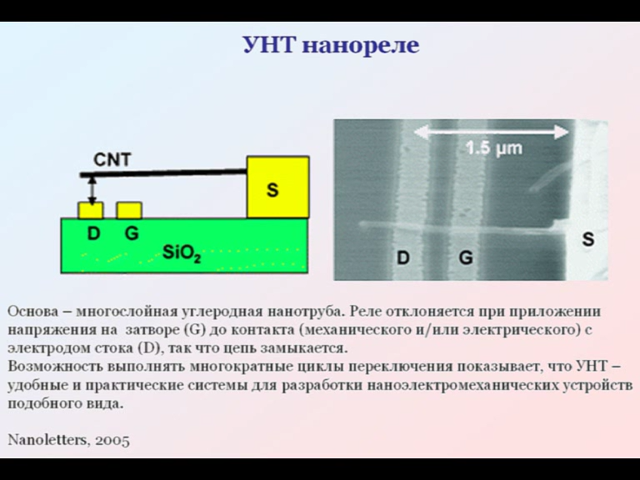 УНТ нанореле
CNT
S
D
G
SiO2
1.5 µm
D
G
S
Основа – многослойная углеродная нанотруба. Реле отклоняется при приложении
напряжения на затворе (G) до контакта (механического и/или электрического) с
электродом стока (D), так что цепь замыкается.
Возможность выполнять многократные циклы переключения показывает, что УНТ –
удобные и практические системы для разработки наноэлектромеханических устройств
подобного вида.
Nanoletters, 2005